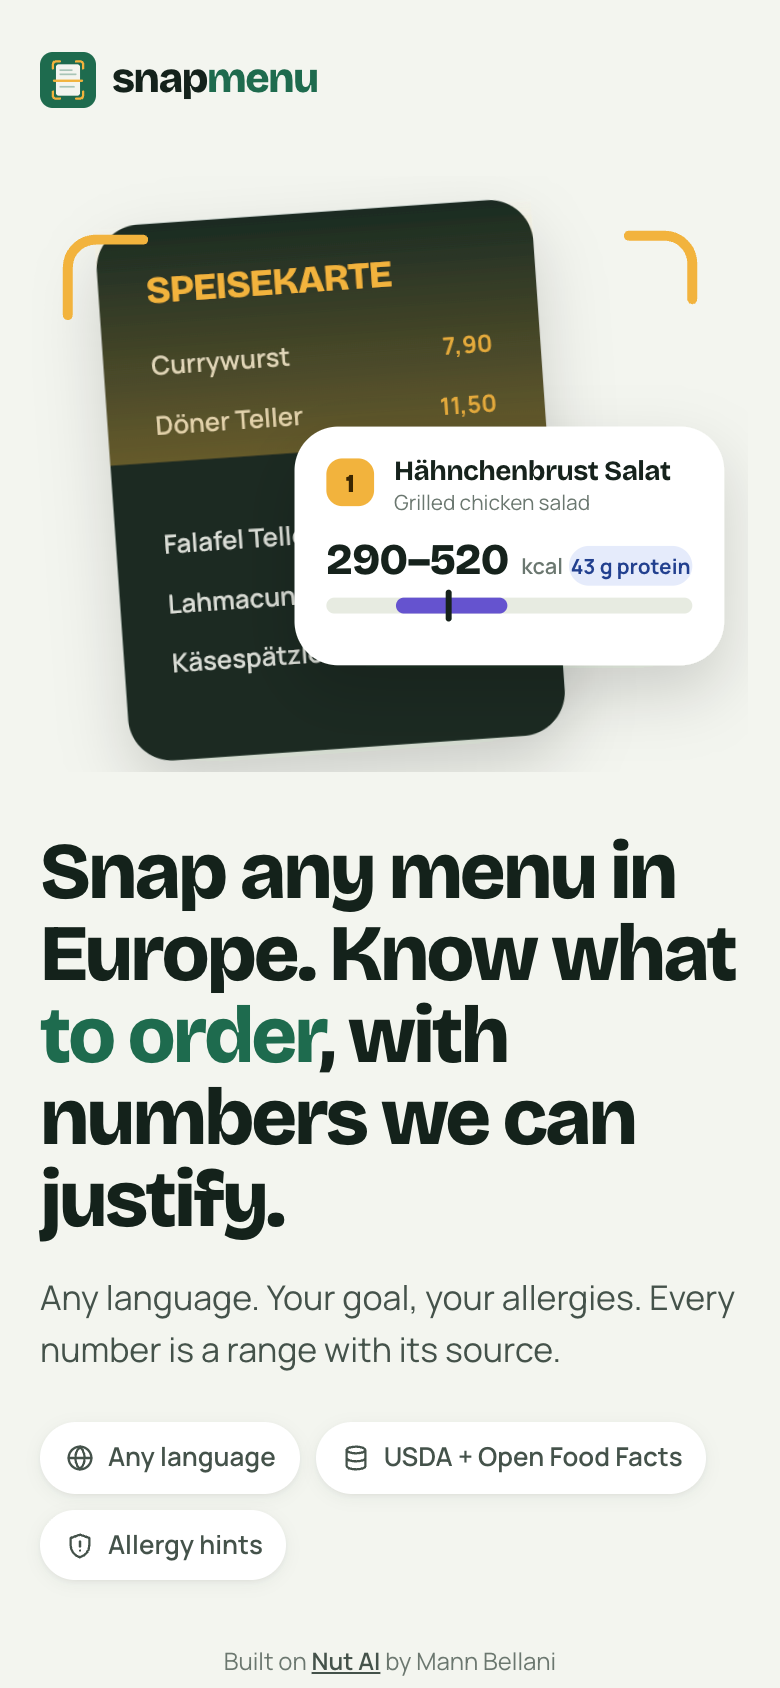 snapmenu
SPEISEKARTE
Currywurst 7,90
Döner Teller 11,50
Falafel
Lahmacun
1
Hähnchenbrust Salat
Grilled chicken salad
290–520 kcal 43 g protein
Snap any menu in
Europe. Know what
to order, with
numbers we can
justify.
Any language. Your goal, your allergies. Every
number is a range with its source.
Any language
USDA + Open Food Facts
Allergy hints
Built on Nut AI by Mann Bellani